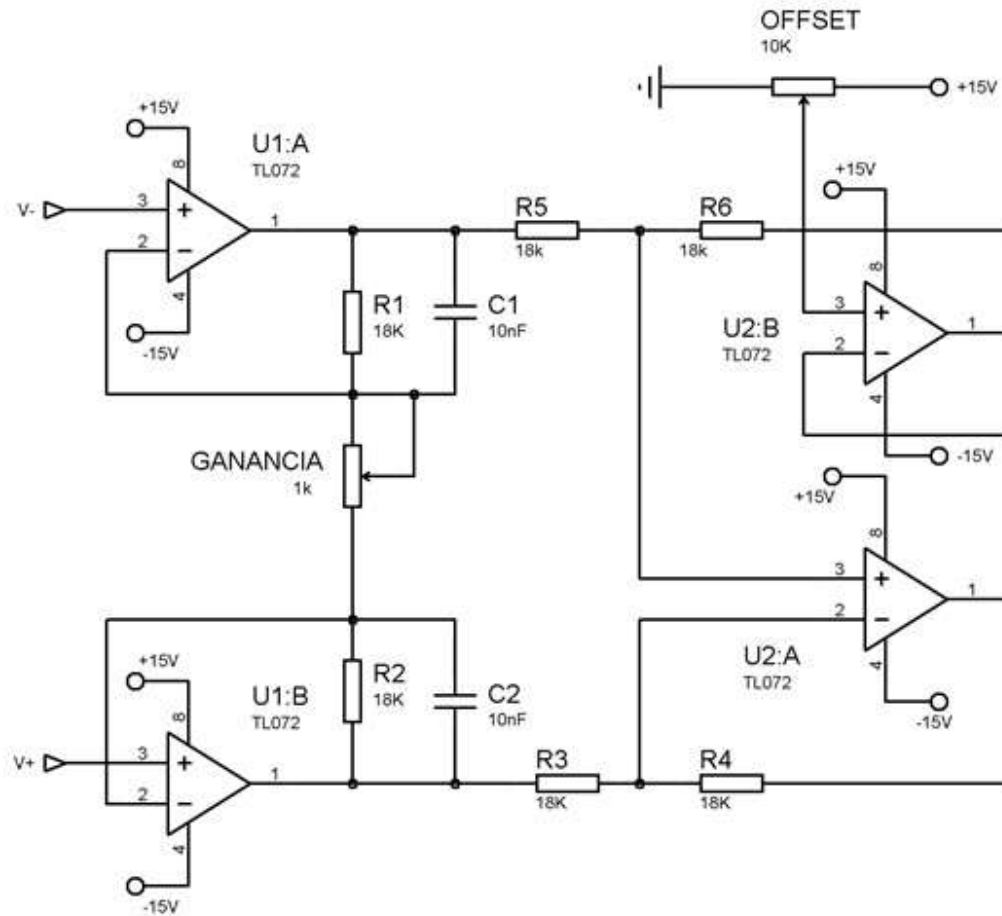 OFFSET
10K
+15V
+15V
U1:A
TL072
8
V-
3
+
2
−
1
4
-15V
R5
18k
R6
18k
+15V
8
R1
18K
C1
10nF
U2:B
TL072
3
+
2
−
1
4
-15V
GANANCIA
1k
+15V
8
3
+
2
−
1
4
U2:A
TL072
-15V
+15V
8
U1:B
TL072
R2
18K
C2
10nF
V+
3
+
2
−
1
4
-15V
R3
18K
R4
18K